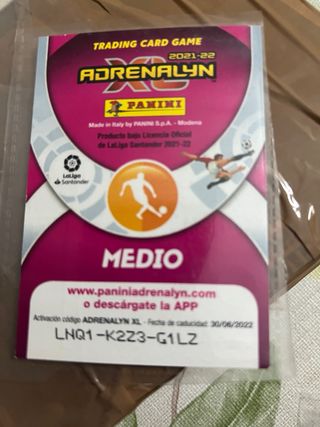 TRADING CARD GAME
2021-22
ADRENALYN
XL
PANINI
Made in Italy by PANINI S.p.A. - Modena
Producto bajo Licencia Oficial
de LaLiga Santander 2021-22
LaLiga
Santander
MEDIO
www.paniniadrenalyn.com
o descárgate la APP
Activación código ADRENALYN XL - Fecha de caducidad: 30/06/2022
LNQ1-K2Z3-G1LZ